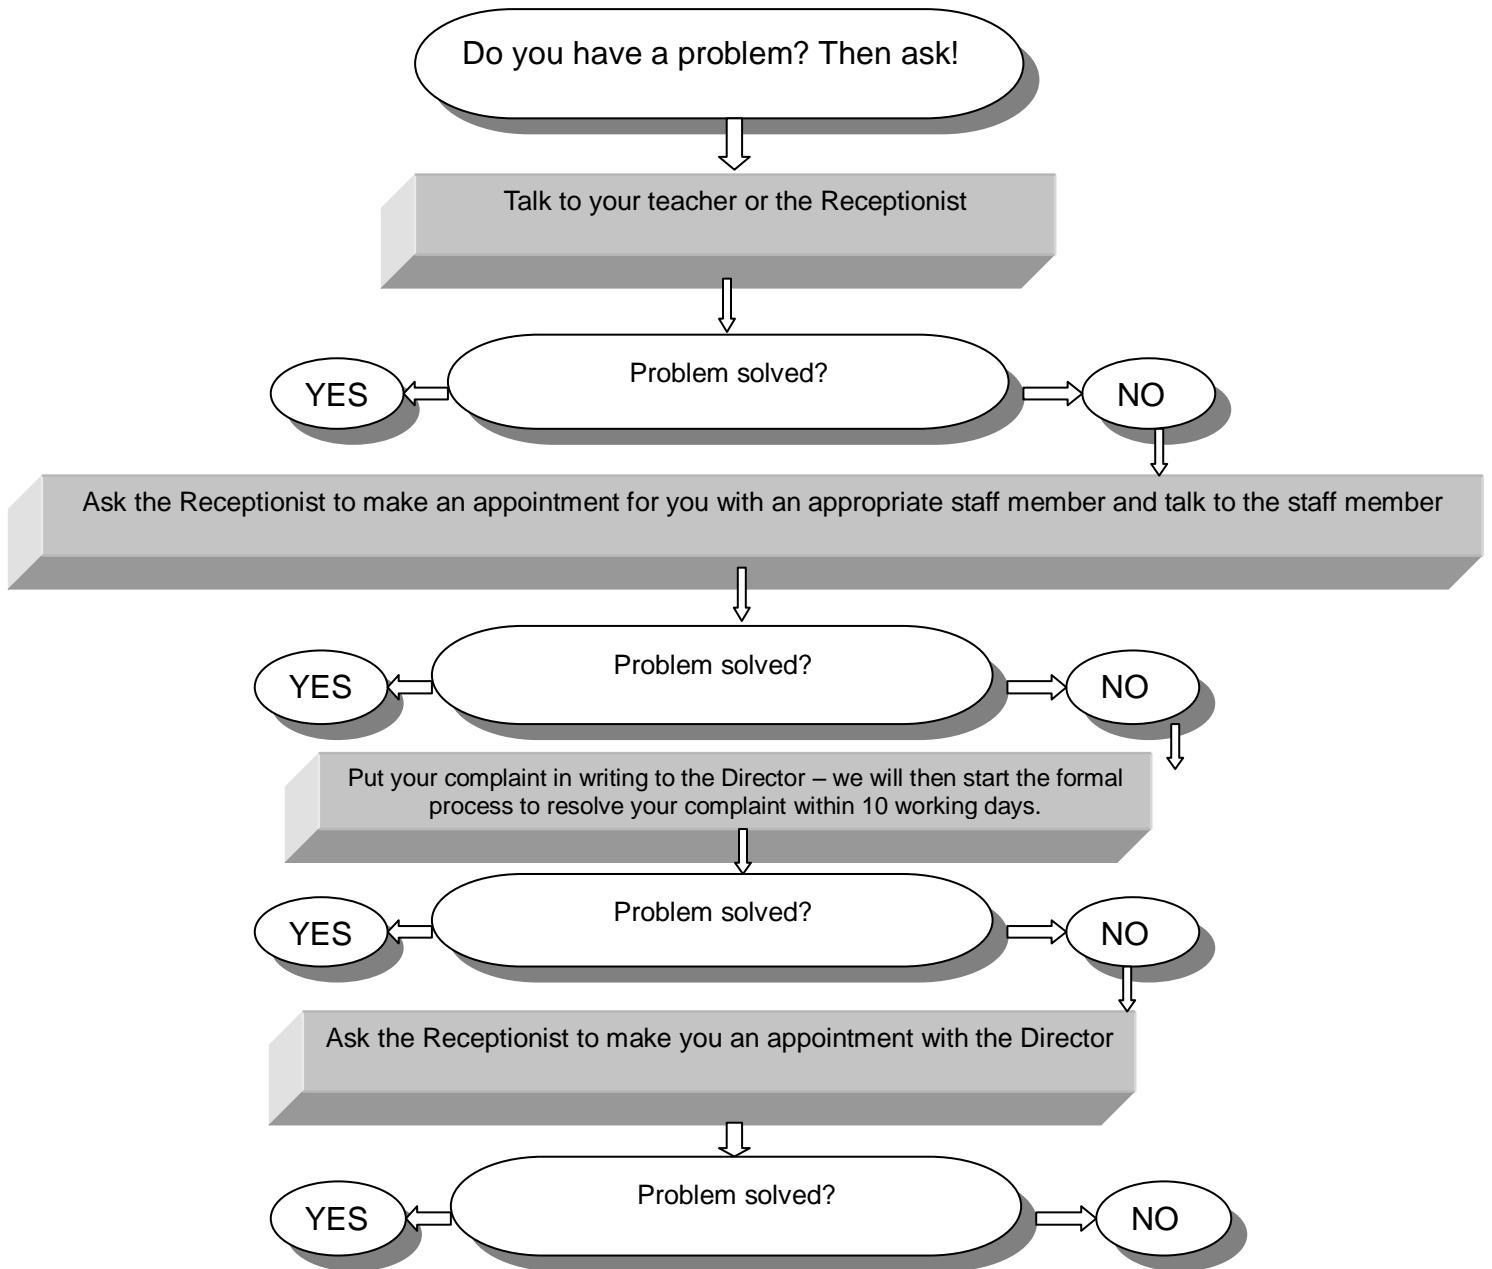 Do you have a problem? Then ask!
Talk to your teacher or the Receptionist
YES
Problem solved?
NO
Ask the Receptionist to make an appointment for you with an appropriate staff member and talk to the staff member
YES
Problem solved?
NO
Put your complaint in writing to the Director – we will then start the formal
process to resolve your complaint within 10 working days.
YES
Problem solved?
NO
Ask the Receptionist to make you an appointment with the Director
YES
Problem solved?
NO